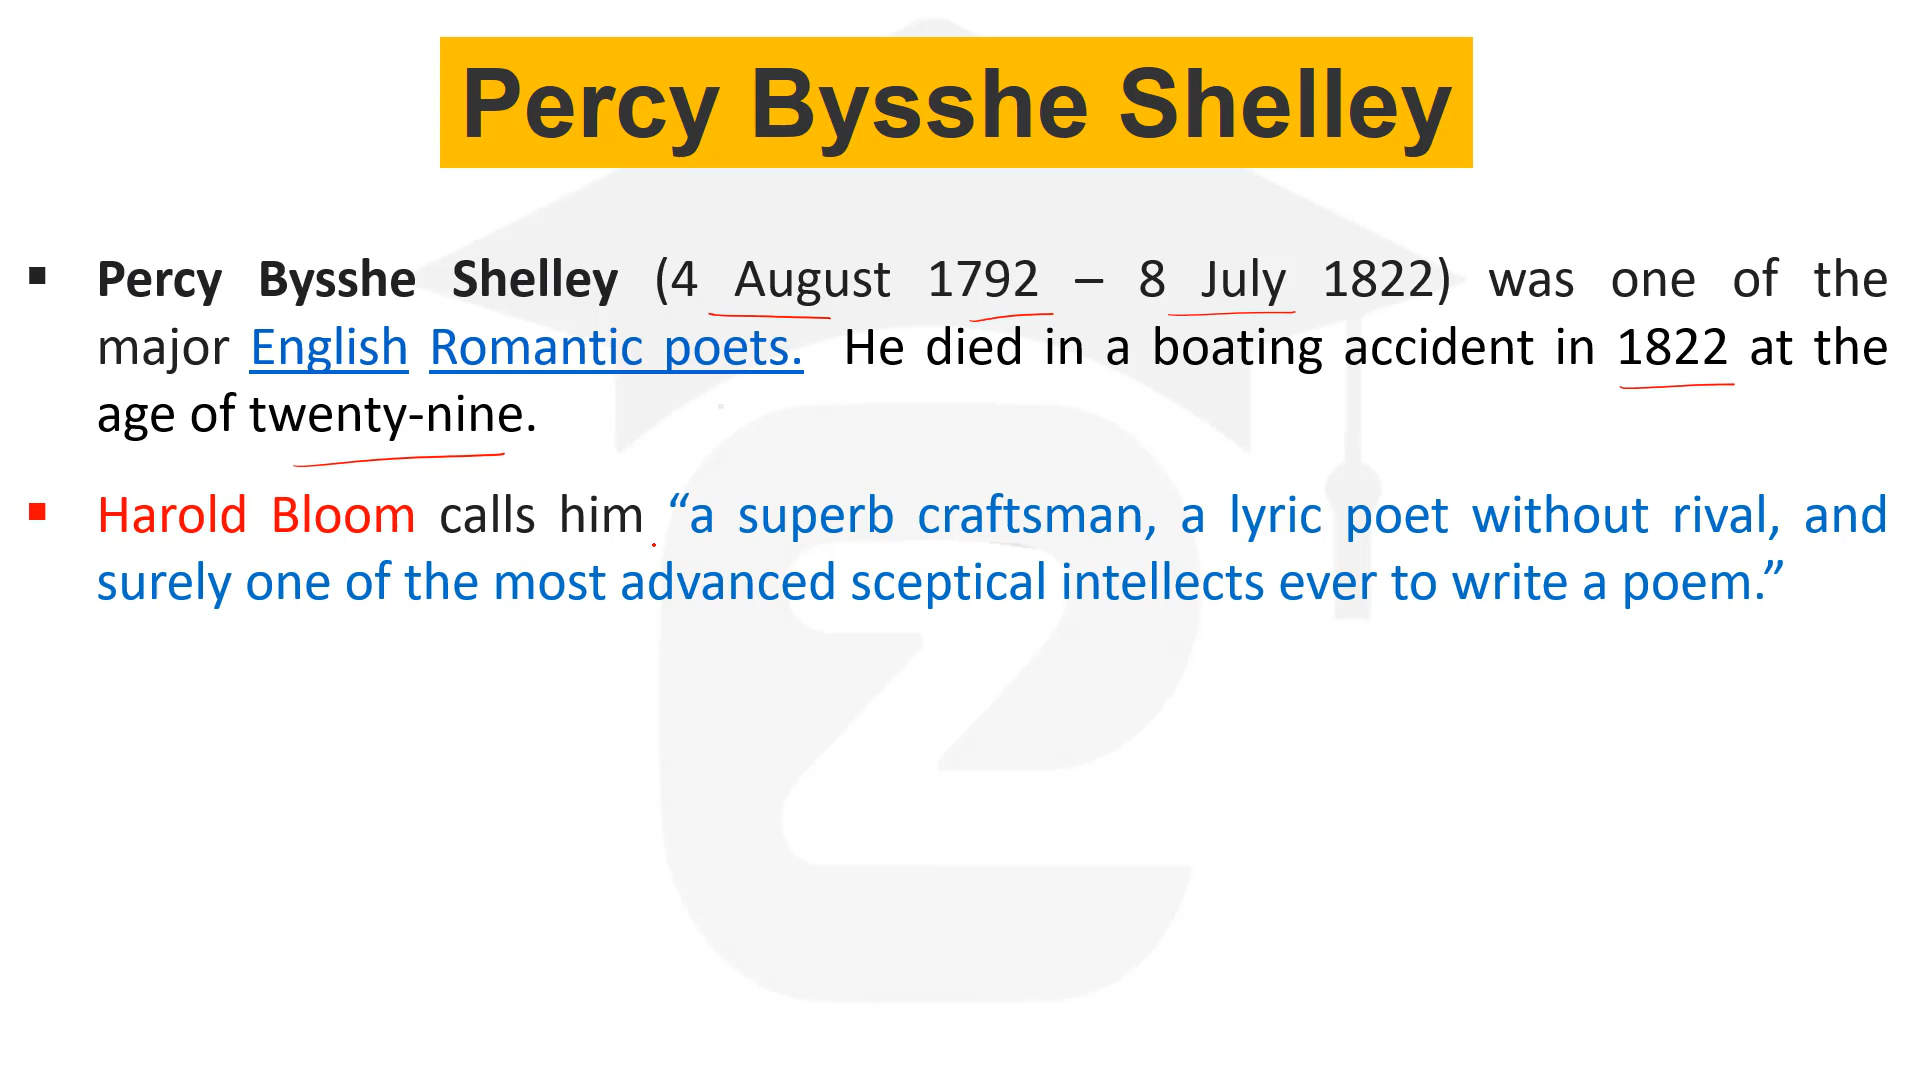 Percy Bysshe Shelley
▪ Percy Bysshe Shelley (4 August 1792 – 8 July 1822) was one of the
major English Romantic poets. He died in a boating accident in 1822 at the
age of twenty-nine.
▪ Harold Bloom calls him “a superb craftsman, a lyric poet without rival, and
surely one of the most advanced sceptical intellects ever to write a poem.”